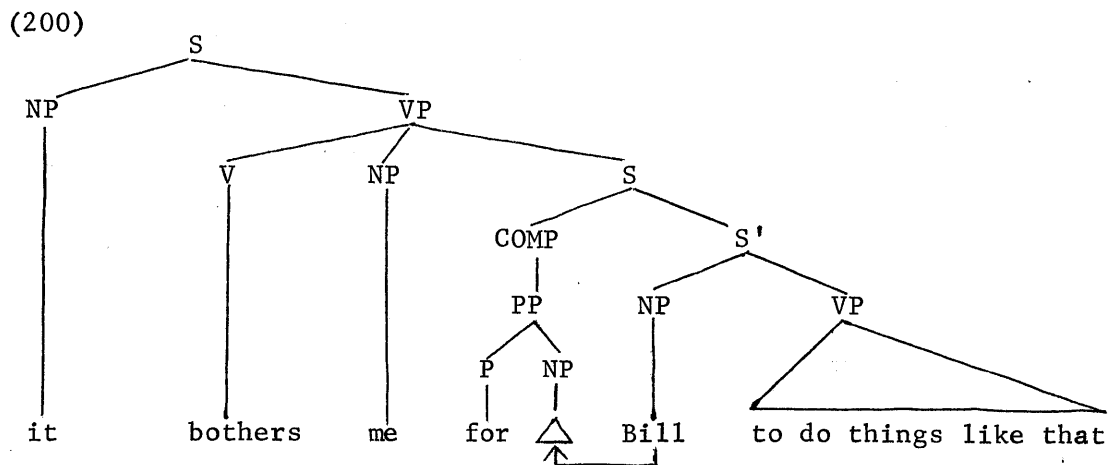 (200)
S
NP VP
V NP S
COMP S'
PP NP VP
P NP
it bothers me for Bill to do things like that